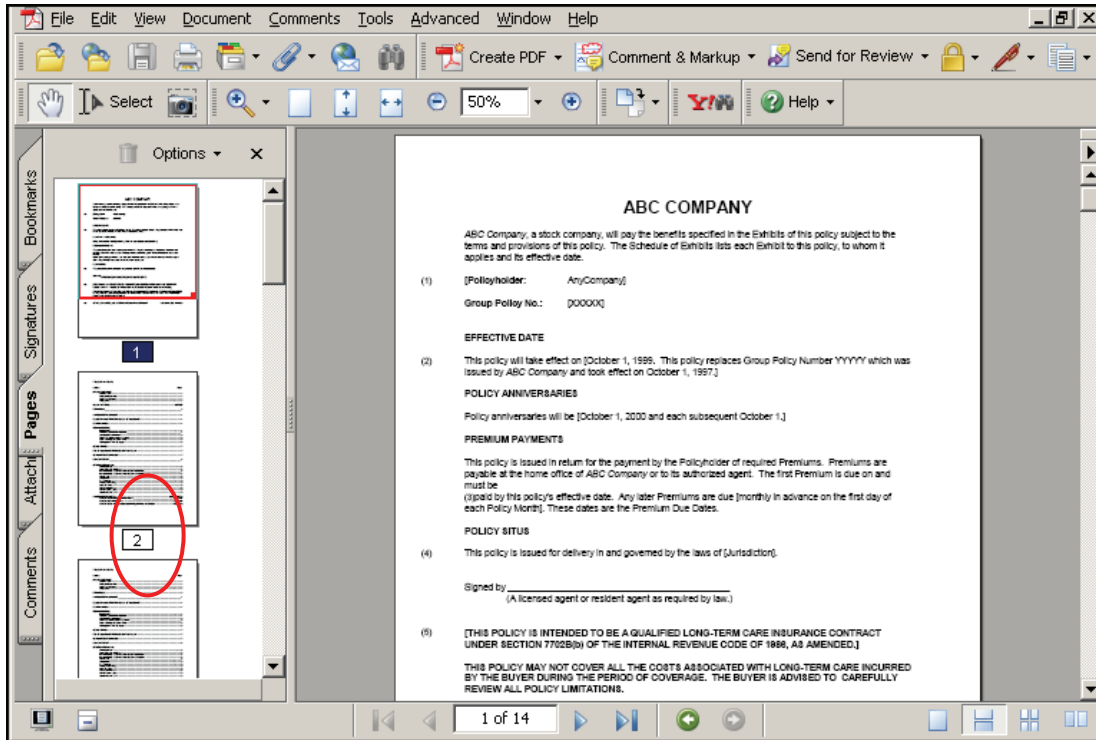 File Edit View Document Comments Tools Advanced Window Help
Create PDF Comment & Markup Send for Review
Select 50% Y! Help
Options x
Bookmarks
Signatures
Pages
Attach
Comments
1
2
ABC COMPANY
ABC Company, a stock company, will pay the benefits specified in the Exhibits of this policy subject to the
terms and provisions of this policy. The Schedule of Exhibits lists each Exhibit to this policy, to whom it
applies and its effective date.
(1) [Policyholder: AnyCompany]
Group Policy No.: [XXXXX]
EFFECTIVE DATE
(2) This policy will take effect on [October 1, 1999. This policy replaces Group Policy Number YYYYY which was
issued by ABC Company and took effect on October 1, 1997.]
POLICY ANNIVERSARIES
Policy anniversaries will be [October 1, 2000 and each subsequent October 1.]
PREMIUM PAYMENTS
This policy is issued in return for the payment by the Policyholder of required Premiums. Premiums are
payable at the home office of ABC Company or to its authorized agent. The first Premium is due on and
must be
(3)paid by this policy's effective date. Any later Premiums are due [monthly in advance on the first day of
each Policy Month]. These dates are the Premium Due Dates.
POLICY SITUS
(4) This policy is issued for delivery in and governed by the laws of [Jurisdiction].
Signed by
(A licensed agent or resident agent as required by law.)
(5) [THIS POLICY IS INTENDED TO BE A QUALIFIED LONG-TERM CARE INSURANCE CONTRACT
UNDER SECTION 7702B(b) OF THE INTERNAL REVENUE CODE OF 1986, AS AMENDED.]
THIS POLICY MAY NOT COVER ALL THE COSTS ASSOCIATED WITH LONG-TERM CARE INCURRED
BY THE BUYER DURING THE PERIOD OF COVERAGE. THE BUYER IS ADVISED TO CAREFULLY
REVIEW ALL POLICY LIMITATIONS.
1 of 14